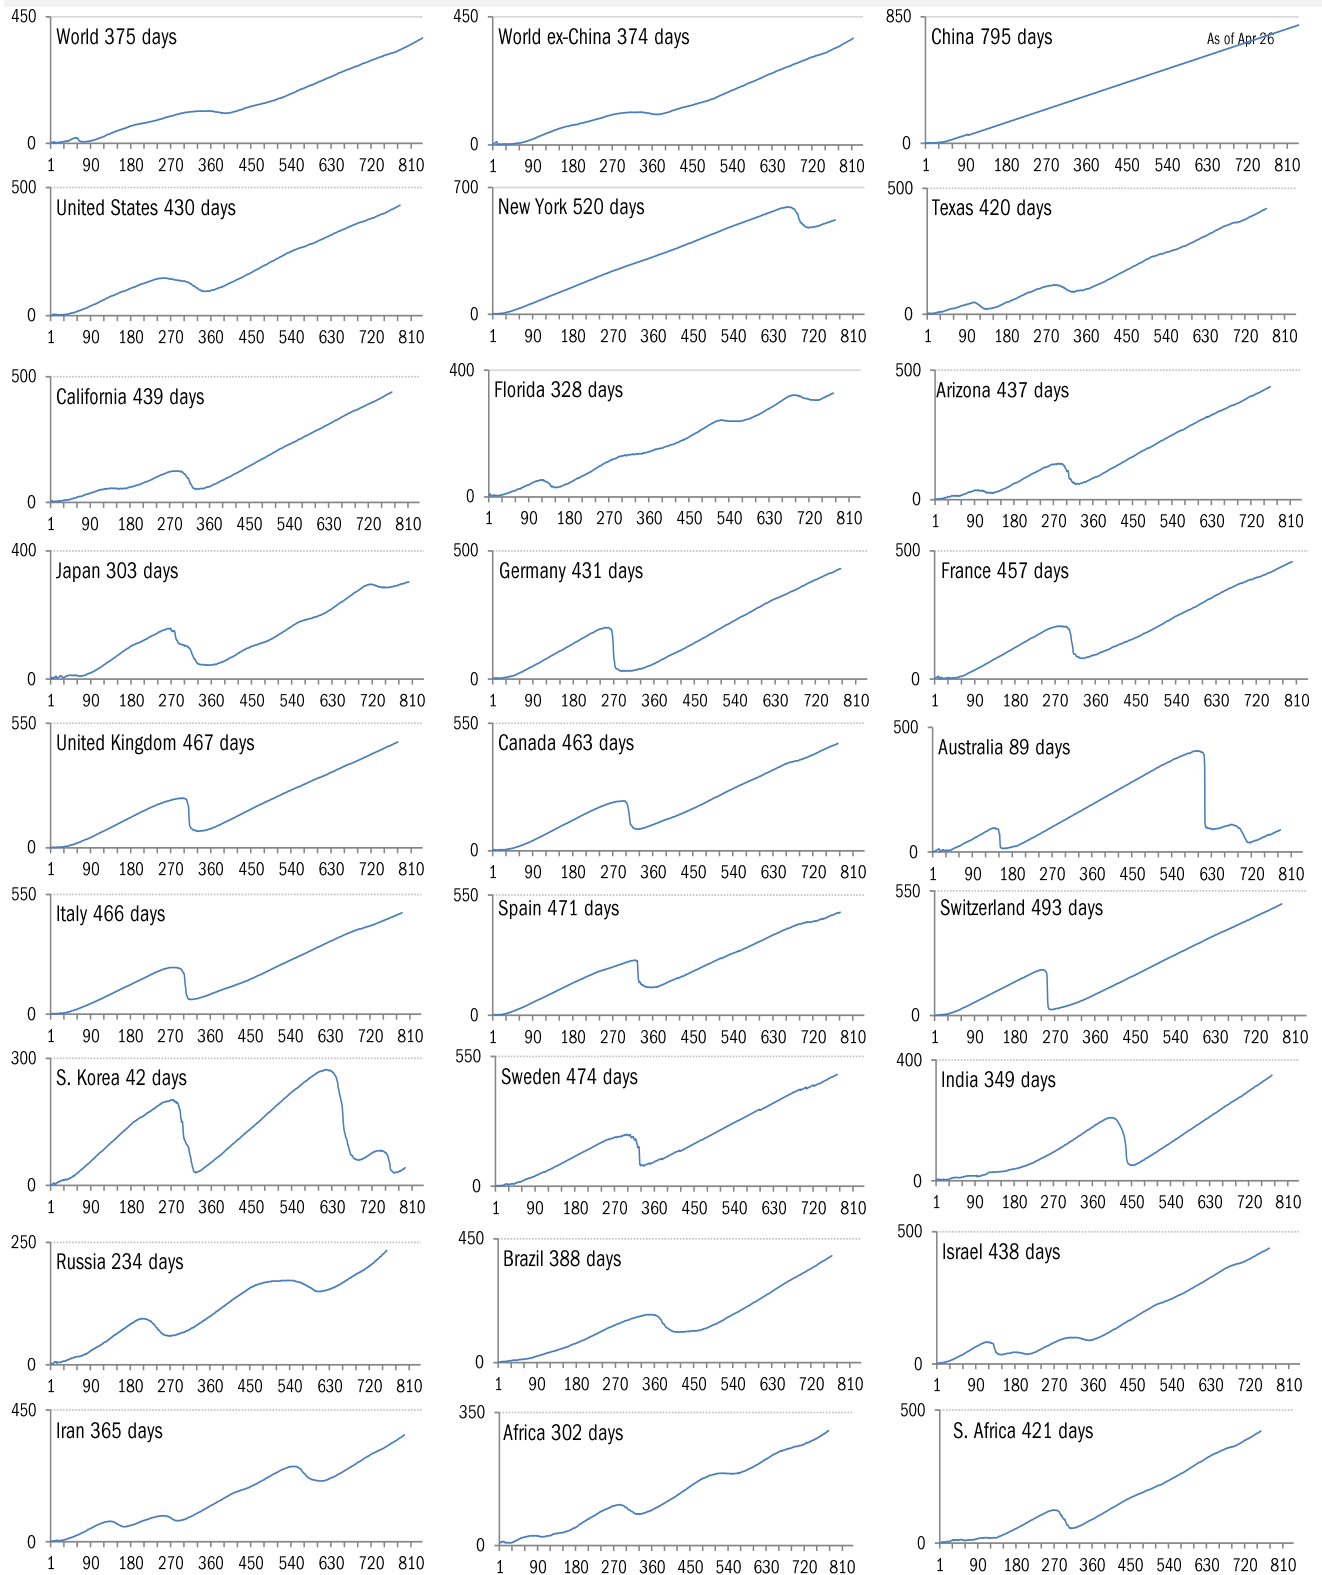 450
World 375 days
0
1 90 180 270 360 450 540 630 720 810
450
World ex-China 374 days
0
1 90 180 270 360 450 540 630 720 810
850
China 795 days
As of Apr 26
0
1 90 180 270 360 450 540 630 720 810
500
United States 430 days
0
1 90 180 270 360 450 540 630 720 810
700
New York 520 days
0
1 90 180 270 360 450 540 630 720 810
500
Texas 420 days
0
1 90 180 270 360 450 540 630 720 810
500
California 439 days
0
1 90 180 270 360 450 540 630 720 810
400
Florida 328 days
0
1 90 180 270 360 450 540 630 720 810
500
Arizona 437 days
0
1 90 180 270 360 450 540 630 720 810
400
Japan 303 days
0
1 90 180 270 360 450 540 630 720 810
500
Germany 431 days
0
1 90 180 270 360 450 540 630 720 810
500
France 457 days
0
1 90 180 270 360 450 540 630 720 810
550
United Kingdom 467 days
0
1 90 180 270 360 450 540 630 720 810
550
Canada 463 days
0
1 90 180 270 360 450 540 630 720 810
500
Australia 89 days
0
1 90 180 270 360 450 540 630 720 810
550
Italy 466 days
0
1 90 180 270 360 450 540 630 720 810
550
Spain 471 days
0
1 90 180 270 360 450 540 630 720 810
550
Switzerland 493 days
0
1 90 180 270 360 450 540 630 720 810
300
S. Korea 42 days
0
1 90 180 270 360 450 540 630 720 810
550
Sweden 474 days
0
1 90 180 270 360 450 540 630 720 810
400
India 349 days
0
1 90 180 270 360 450 540 630 720 810
250
Russia 234 days
0
1 90 180 270 360 450 540 630 720 810
450
Brazil 388 days
0
1 90 180 270 360 450 540 630 720 810
500
Israel 438 days
0
1 90 180 270 360 450 540 630 720 810
450
Iran 365 days
0
1 90 180 270 360 450 540 630 720 810
350
Africa 302 days
0
1 90 180 270 360 450 540 630 720 810
500
S. Africa 421 days
0
1 90 180 270 360 450 540 630 720 810